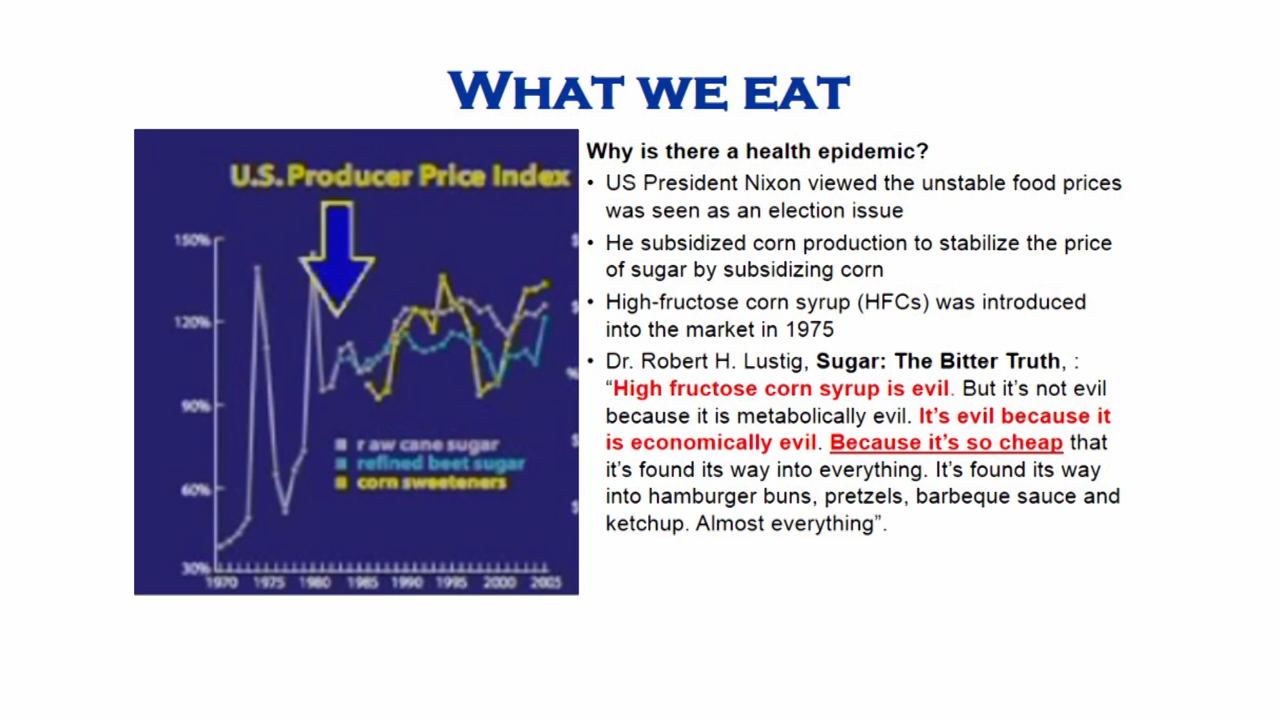 WHAT WE EAT
U.S. Producer Price Index
150%
120%
90%
60%
30%
raw cane sugar
refined beet sugar
corn sweeteners
1970 1975 1980 1985 1990 1995 2000 2005
Why is there a health epidemic?
• US President Nixon viewed the unstable food prices
was seen as an election issue
• He subsidized corn production to stabilize the price
of sugar by subsidizing corn
• High-fructose corn syrup (HFCs) was introduced
into the market in 1975
• Dr. Robert H. Lustig, Sugar: The Bitter Truth, :
“High fructose corn syrup is evil. But it’s not evil
because it is metabolically evil. It’s evil because it
is economically evil. Because it’s so cheap that
it’s found its way into everything. It’s found its way
into hamburger buns, pretzels, barbeque sauce and
ketchup. Almost everything”.